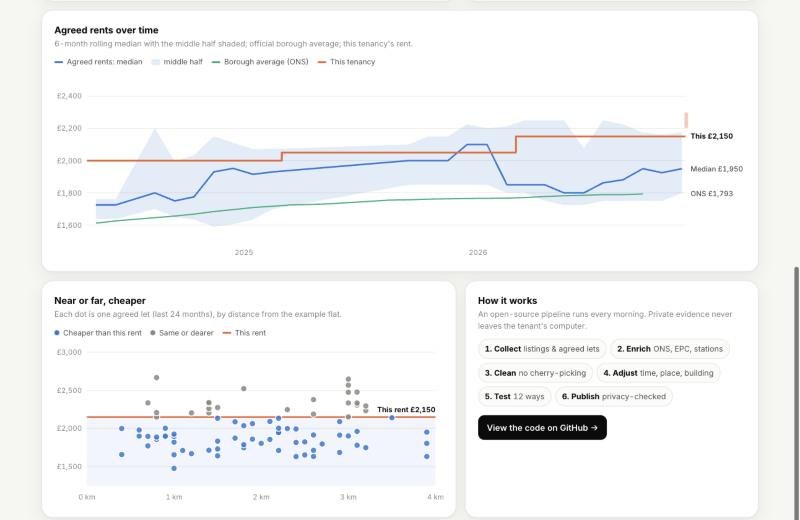 Agreed rents over time
6-month rolling median with the middle half shaded; official borough average; this tenancy's rent.
Agreed rents: median middle half Borough average (ONS) This tenancy
£2,400
£2,200
£2,000
£1,800
£1,600
This £2,150
Median £1,950
ONS £1,793
2025 2026
Near or far, cheaper
Each dot is one agreed let (last 24 months), by distance from the example flat.
Cheaper than this rent Same or dearer This rent
£3,000
£2,500
£2,000
£1,500
This rent £2,150
0 km 1 km 2 km 3 km 4 km
How it works
An open-source pipeline runs every morning. Private evidence never
leaves the tenant's computer.
1. Collect listings & agreed lets 2. Enrich ONS, EPC, stations
3. Clean no cherry-picking 4. Adjust time, place, building
5. Test 12 ways 6. Publish privacy-checked
View the code on GitHub →